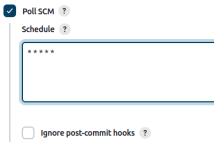 Poll SCM ?
Schedule ?
* * * * *
Ignore post-commit hooks ?